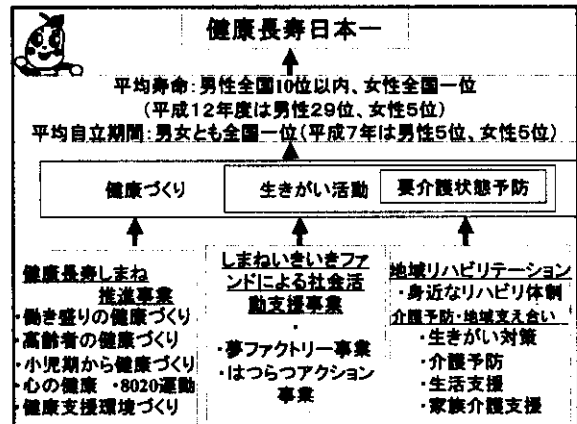 健康長寿日本一
平均寿命：男性全国10位以内、女性全国一位
（平成12年度は男性29位、女性5位）
平均自立期間：男女とも全国一位（平成7年は男性5位、女性5位）
健康づくり
生きがい活動
要介護状態予防
健康長寿しまね
推進事業
・働き盛りの健康づくり
・高齢者の健康づくり
・小児期から健康づくり
・心の健康 ・8020運動
・健康支援環境づくり
しまねいきいきファ
ンドによる社会活
動支援事業
・
・夢ファクトリー事業
・はつらつアクション
事業
地域リハビリテーション
・身近なリハビリ体制
介護予防・地域支え合い
・生きがい対策
・介護予防
・生活支援
・家族介護支援